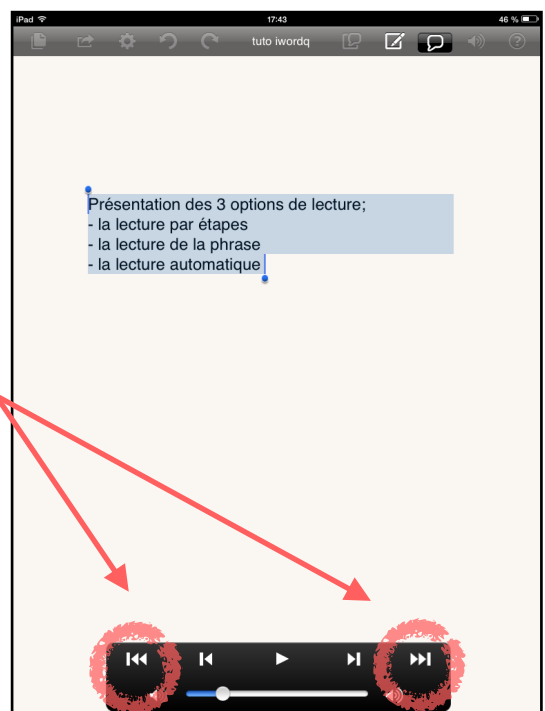 iPad 17:43 46 %
tuto iwordq
Présentation des 3 options de lecture;
- la lecture par étapes
- la lecture de la phrase
- la lecture automatique